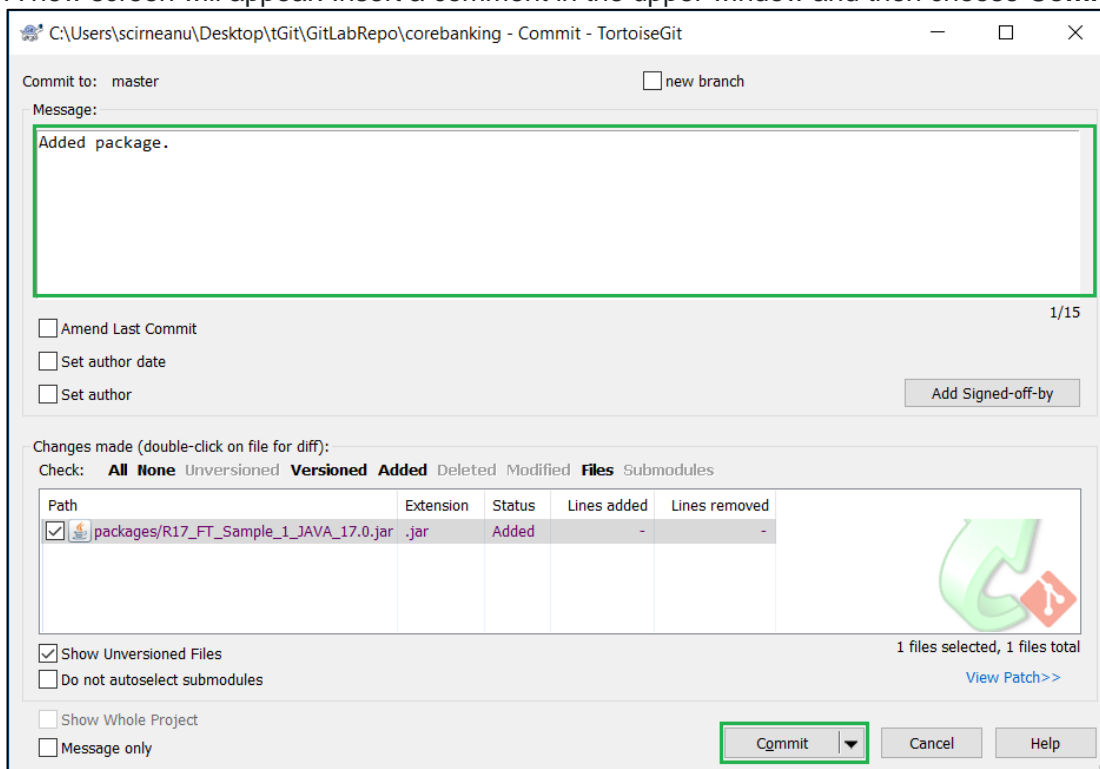 C:\Users\scirneanu\Desktop\tGit\GitLabRepo\corebanking - Commit - TortoiseGit
Commit to: master
new branch
Message:
Added package.
1/15
Amend Last Commit
Set author date
Set author
Add Signed-off-by
Changes made (double-click on file for diff):
Check: All None Unversioned Versioned Added Deleted Modified Files Submodules
Path Extension Status Lines added Lines removed
packages/R17_FT_Sample_1_JAVA_17.0.jar .jar Added - -
Show Unversioned Files
1 files selected, 1 files total
Do not autoselect submodules
View Patch>>
Show Whole Project
Message only
Commit Cancel Help